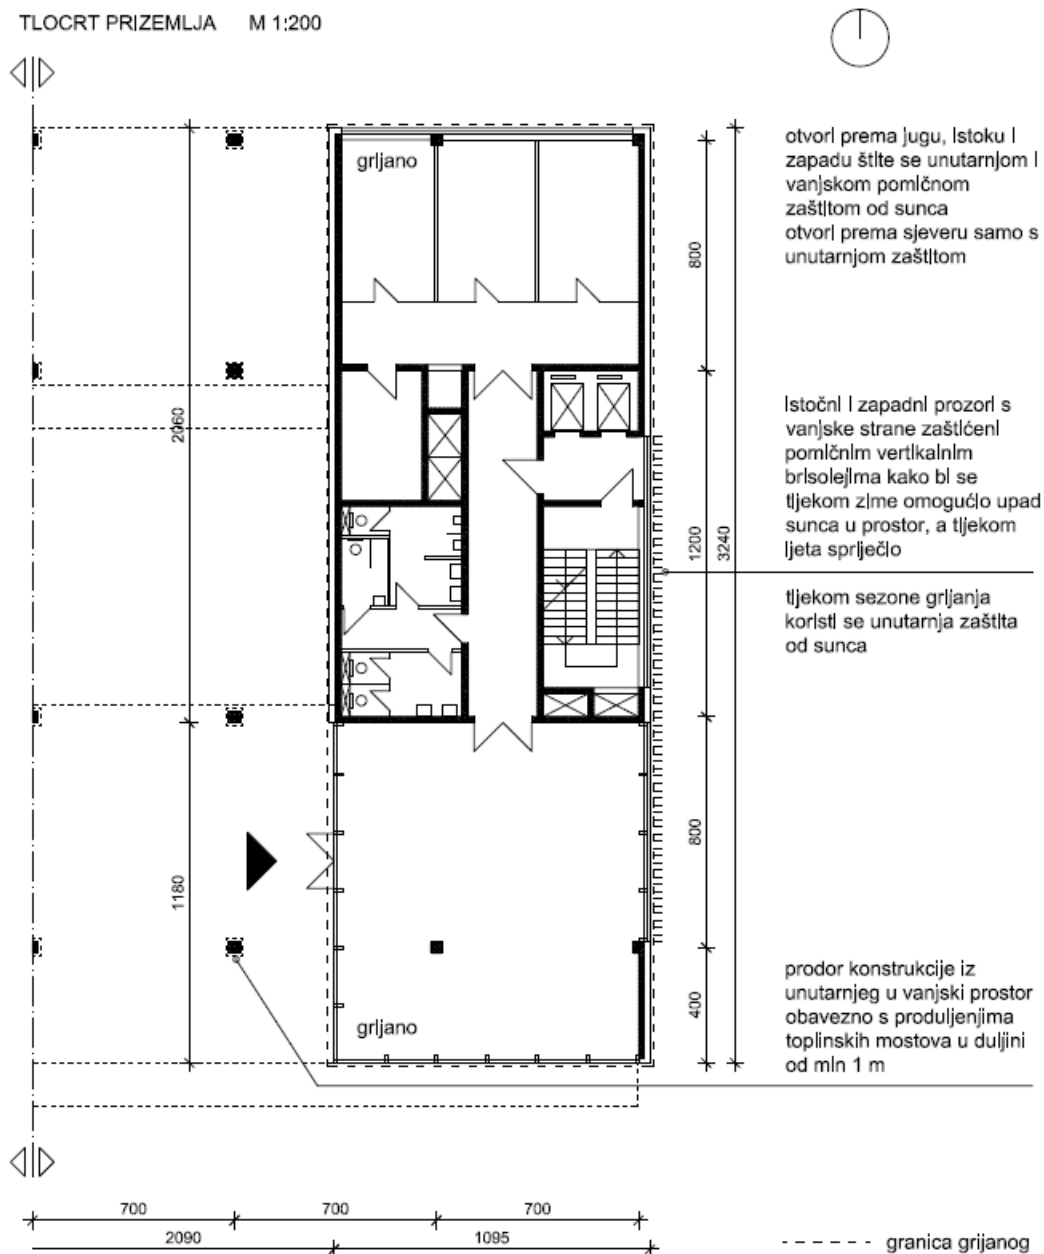 TLOCRT PRIZEMLJA M 1:200
otvori prema jugu, istoku i
zapadu štite se unutarnjom i
vanjskom pomičnom
zaštitom od sunca
otvori prema sjeveru samo s
unutarnjom zaštitom
grijano
800
2060
Istočni i zapadni prozori s
vanjske strane zaštićeni
pomičnim vertikalnim
brisolejima kako bi se
tijekom zime omogućio upad
sunca u prostor, a tijekom
ljeta spriječio
1200
3240
tijekom sezone grijanja
koristi se unutarnja zaštita
od sunca
800
1180
400
grijano
prodor konstrukcije iz
unutarnjeg u vanjski prostor
obavezno s produljenjima
toplinskih mostova u duljini
od min 1 m
700 700 700
2090 1095
granica grijanog